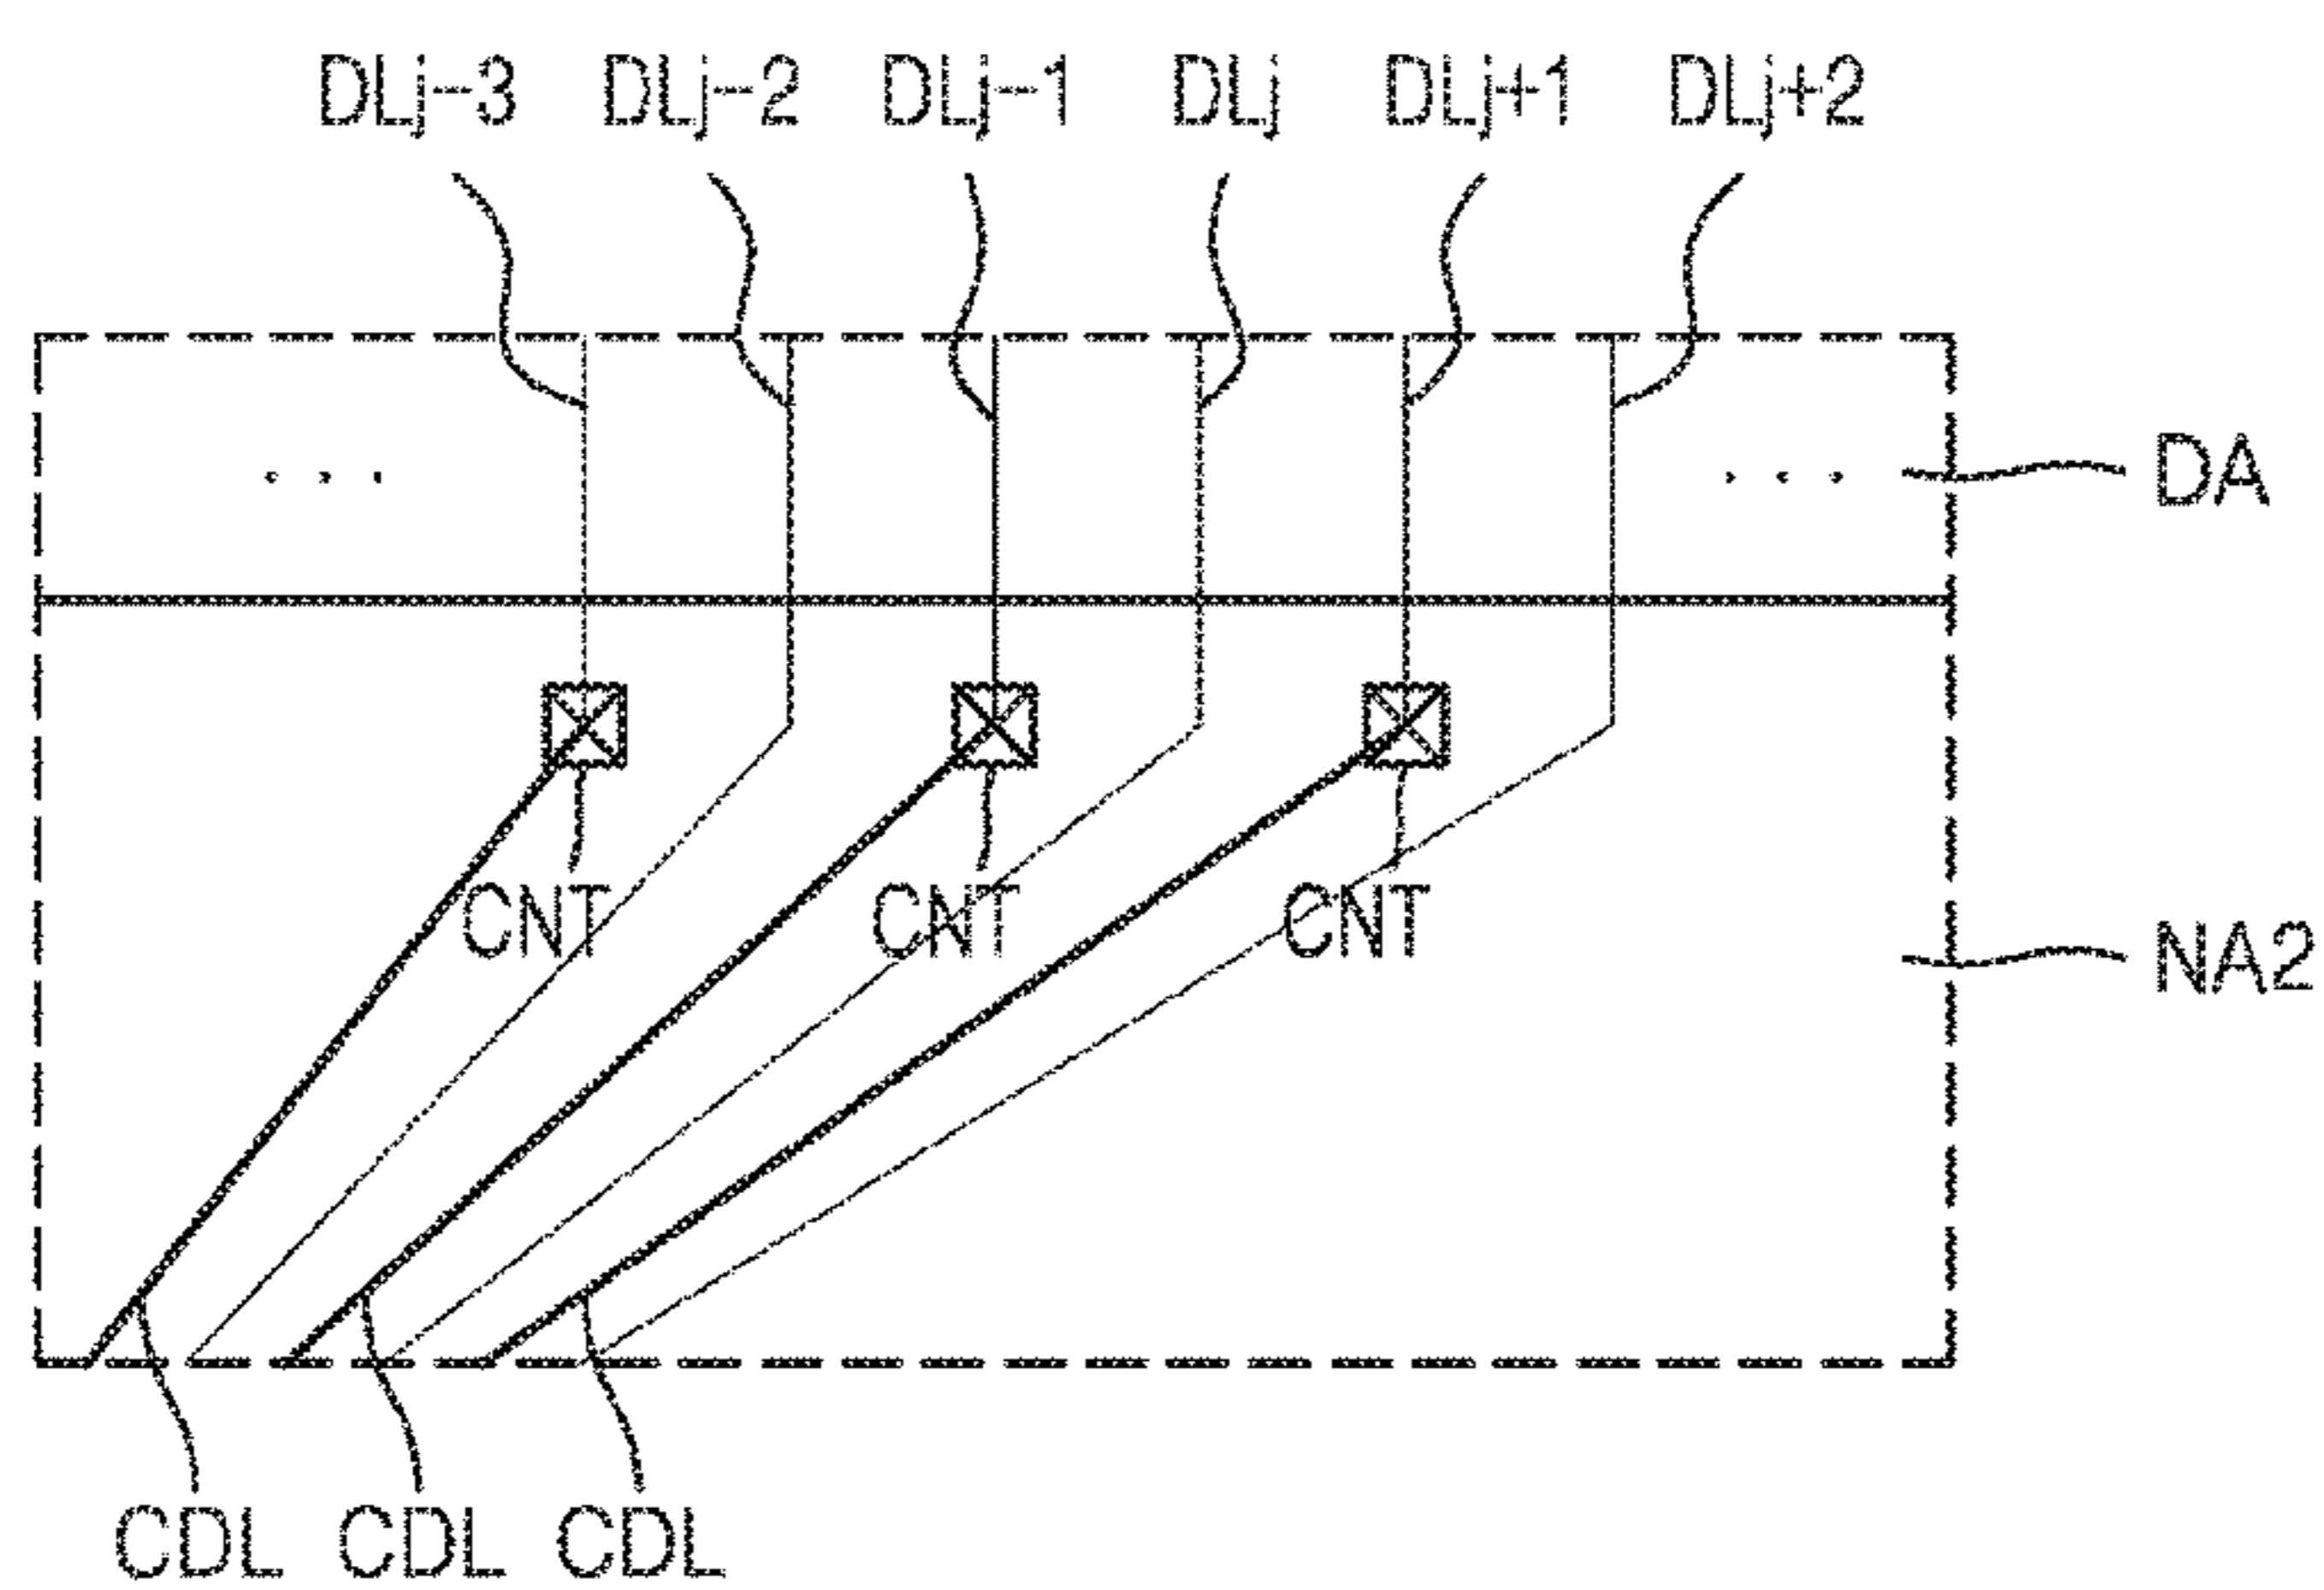 DLj-3 DLj-2 DLj-1 DLj DLj+1 DLj+2
... ... DA
CNT CNT CNT
NA2
CDL CDL CDL